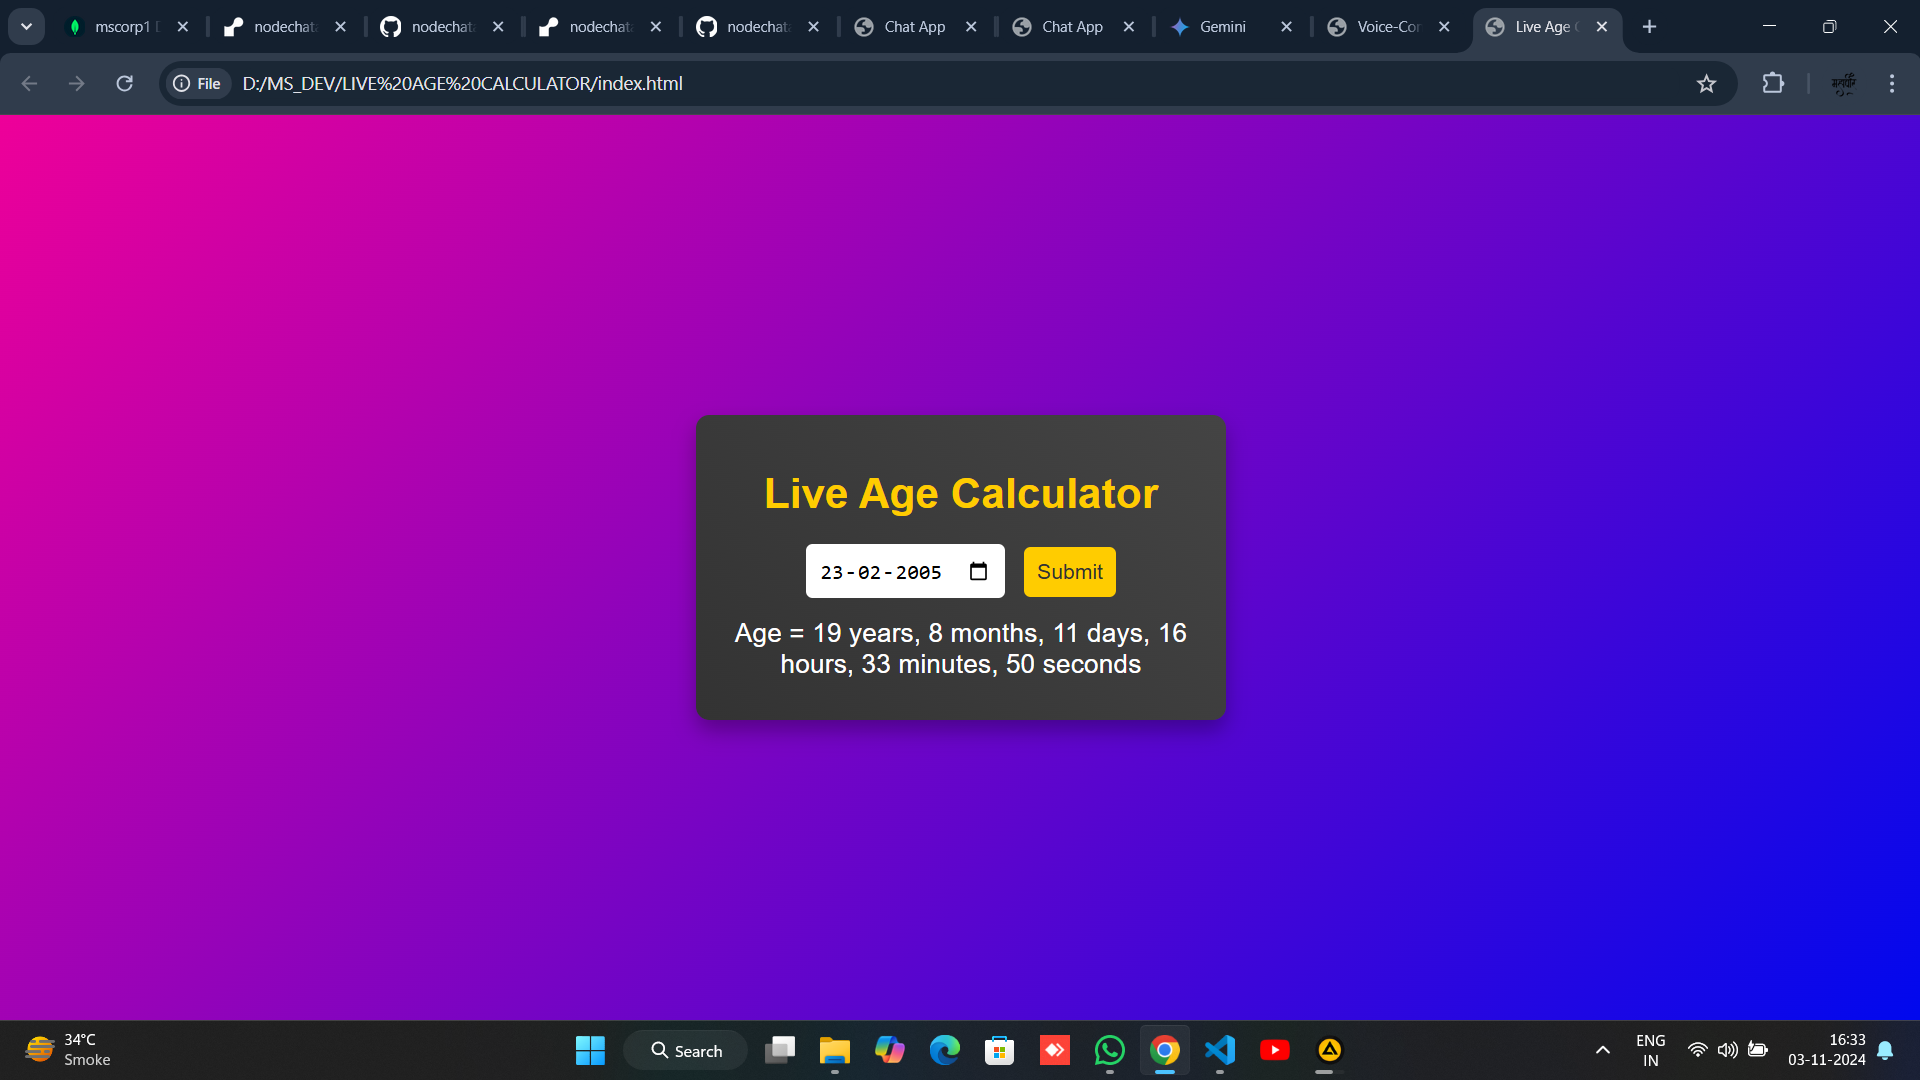 mscorp1
nodechat
nodechat
nodechat
nodechat
Chat App
Chat App
Gemini
Voice-Cor
Live Age
File
D:/MS_DEV/LIVE%20AGE%20CALCULATOR/index.html
Live Age Calculator
23-02-2005
Submit
Age = 19 years, 8 months, 11 days, 16
hours, 33 minutes, 50 seconds
34°C
Smoke
Search
ENG
IN
16:33
03-11-2024